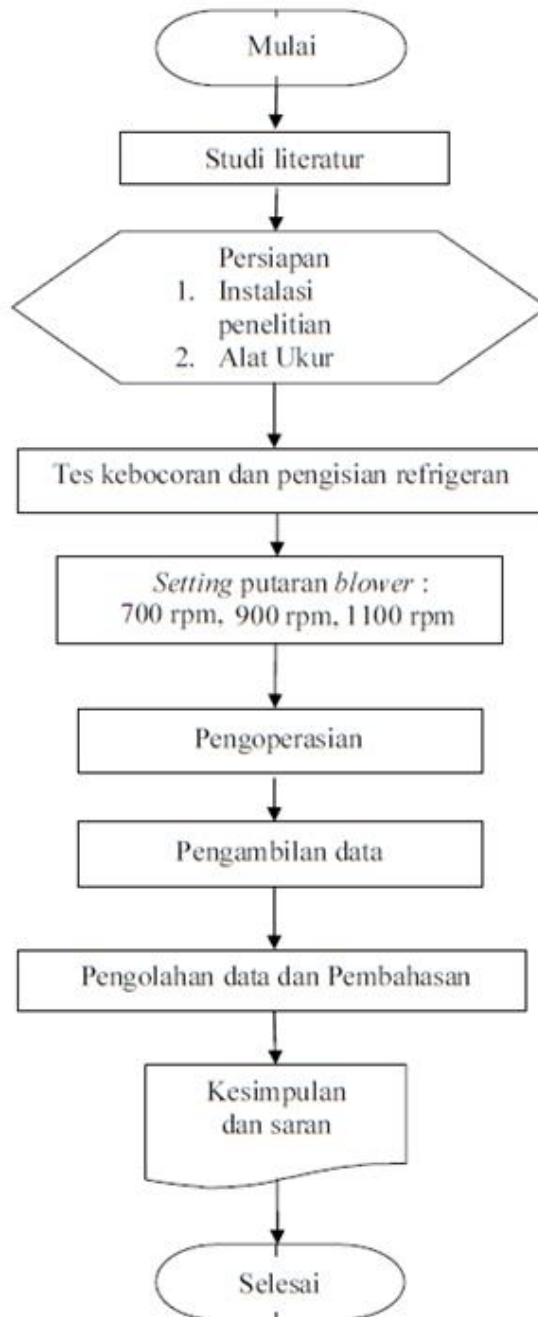 Mulai
Studi literatur
Persiapan
1. Instalasi
penelitian
2. Alat Ukur
Tes kebocoran dan pengisian refrigeran
Setting putaran blower :
700 rpm, 900 rpm, 1100 rpm
Pengoperasian
Pengambilan data
Pengolahan data dan Pembahasan
Kesimpulan
dan saran
Selesai